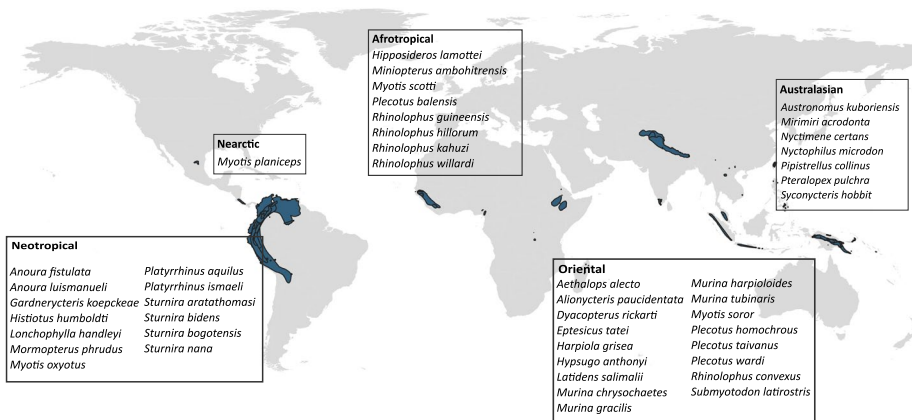 Afrotropical
Hipposideros lamottei
Miniopterus ambohitrensis
Myotis scotti
Plecotus balensis
Rhinolophus guineensis
Rhinolophus hillorum
Rhinolophus kahuzi
Rhinolophus willardi
Australasian
Austronomus kuboriensis
Mirimiri acrodonta
Nyctimene certans
Nyctophilus microdon
Pipistrellus collinus
Pteralopex pulchra
Syconycteris hobbit
Nearctic
Myotis planiceps
Neotropical
Anoura fistulata
Anoura luismanueli
Gardnerycteris koepckeae
Histiotus humboldti
Lonchophylla handleyi
Mormopterus phrudus
Myotis oxyotus
Platyrrhinus aquilus
Platyrrhinus ismaeli
Sturnira aratathomasi
Sturnira bidens
Sturnira bogotensis
Sturnira nana
Oriental
Aethalops alecto
Alionycteris paucidentata
Dyacopterus rickarti
Eptesicus tatei
Harpiola grisea
Hypsugo anthonyi
Latidens salimalii
Murina chrysochaetes
Murina gracilis
Murina harpioloides
Murina tubinaris
Myotis soror
Plecotus homochrous
Plecotus taivanus
Plecotus wardi
Rhinolophus convexus
Submyotodon latirostris